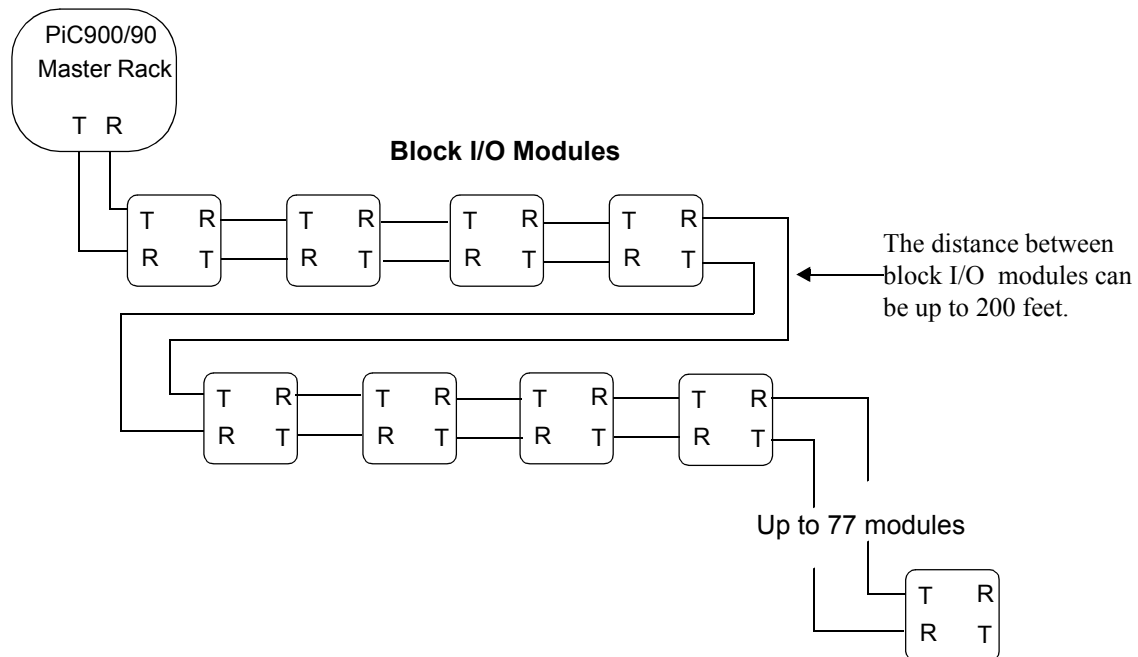 PiC900/90
Master Rack
T R
Block I/O Modules
T R T R T R T R
R T R T R T R T
The distance between
block I/O modules can
be up to 200 feet.
T R T R T R T R
R T R T R T R T
Up to 77 modules
T R
R T